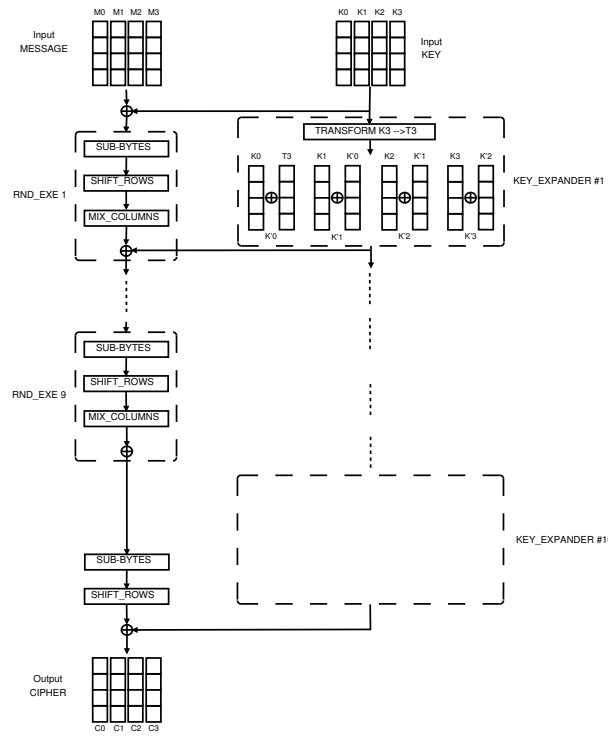 M0 M1 M2 M3
K0 K1 K2 K3
Input
MESSAGE
Input
KEY
TRANSFORM K3 -->T3
SUB-BYTES
K0 T3 K1 K'0 K2 K'1 K3 K'2
SHIFT_ROWS
RND_EXE 1
KEY_EXPANDER #1
MIX_COLUMNS
K'0 K'1 K'2 K'3
SUB-BYTES
SHIFT_ROWS
RND_EXE 9
MIX_COLUMNS
KEY_EXPANDER #10
SUB-BYTES
SHIFT_ROWS
Output
CIPHER
C0 C1 C2 C3